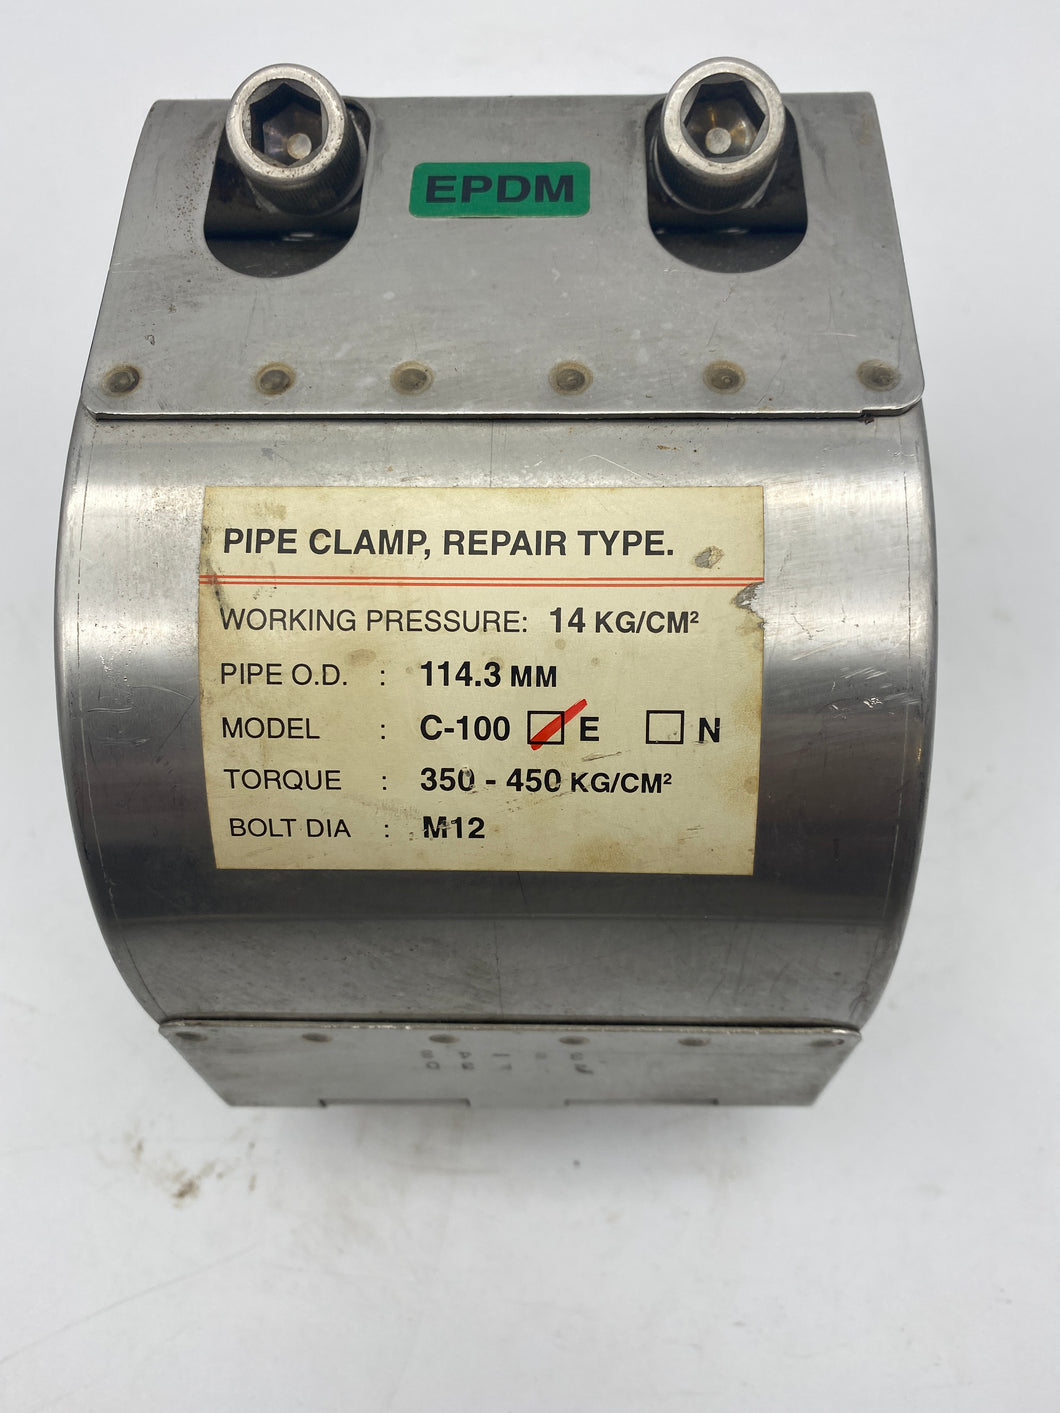 EPDM
PIPE CLAMP, REPAIR TYPE.
WORKING PRESSURE: 14 KG/CM²
PIPE O.D. : 114.3 MM
MODEL : C-100 E N
TORQUE : 350 - 450 KG/CM²
BOLT DIA : M12